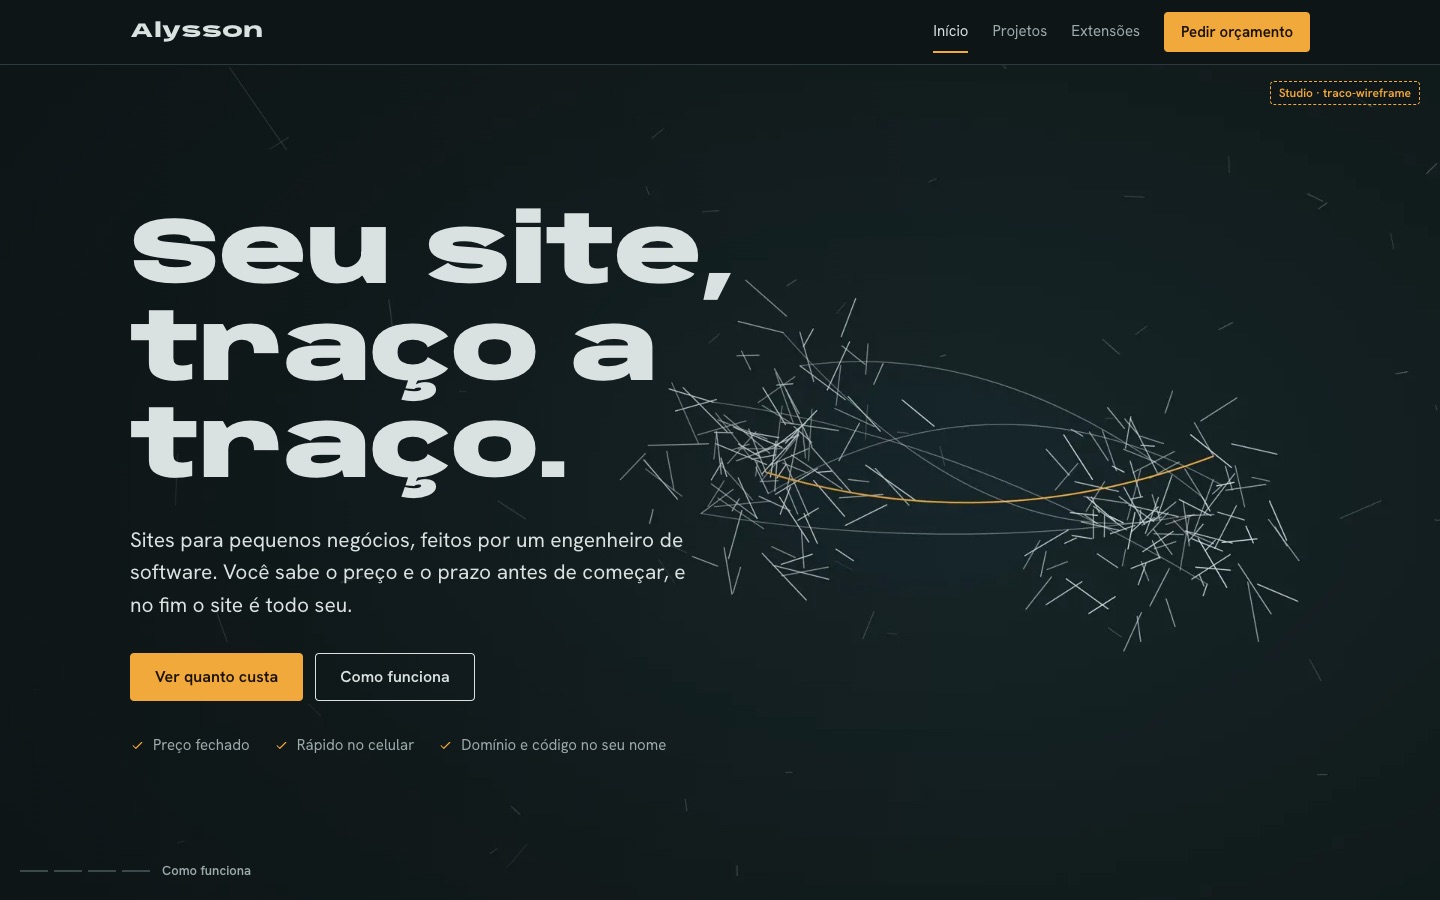 Alysson
Início
Projetos
Extensões
Pedir orçamento
Studio · traco-wireframe
Seu site,
traço a
traço.
Sites para pequenos negócios, feitos por um engenheiro de
software. Você sabe o preço e o prazo antes de começar, e
no fim o site é todo seu.
Ver quanto custa
Como funciona
Preço fechado
Rápido no celular
Domínio e código no seu nome
Como funciona